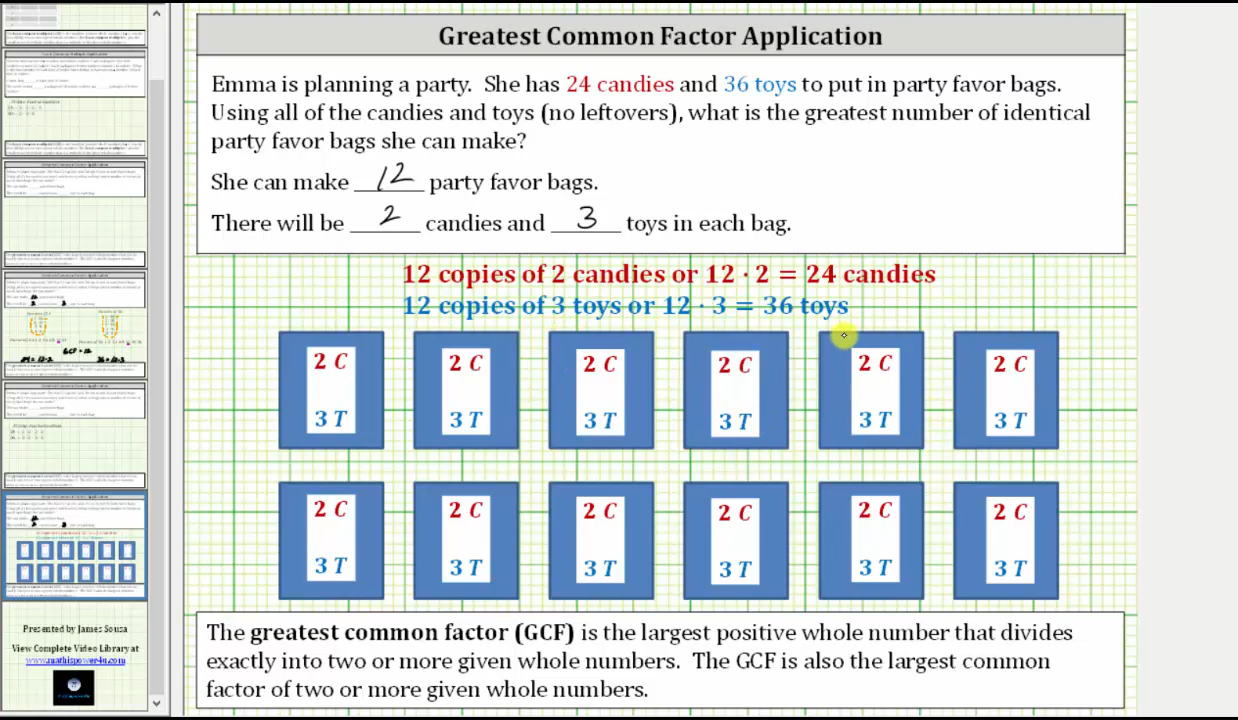 Greatest Common Factor Application
Emma is planning a party. She has 24 candies and 36 toys to put in party favor bags.
Using all of the candies and toys (no leftovers), what is the greatest number of identical
party favor bags she can make?
She can make 12 party favor bags.
There will be 2 candies and 3 toys in each bag.
12 copies of 2 candies or 12 · 2 = 24 candies
12 copies of 3 toys or 12 · 3 = 36 toys
2 C 2 C 2 C 2 C 2 C 2 C
3 T 3 T 3 T 3 T 3 T 3 T
2 C 2 C 2 C 2 C 2 C 2 C
3 T 3 T 3 T 3 T 3 T 3 T
The greatest common factor (GCF) is the largest positive whole number that divides
exactly into two or more given whole numbers. The GCF is also the largest common
factor of two or more given whole numbers.
Presented by James Sousa
View Complete Video Library at
www.mathispower4u.com